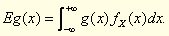 Eg(x) = ∫_{-∞}^{+∞} g(x) f_X(x)dx.